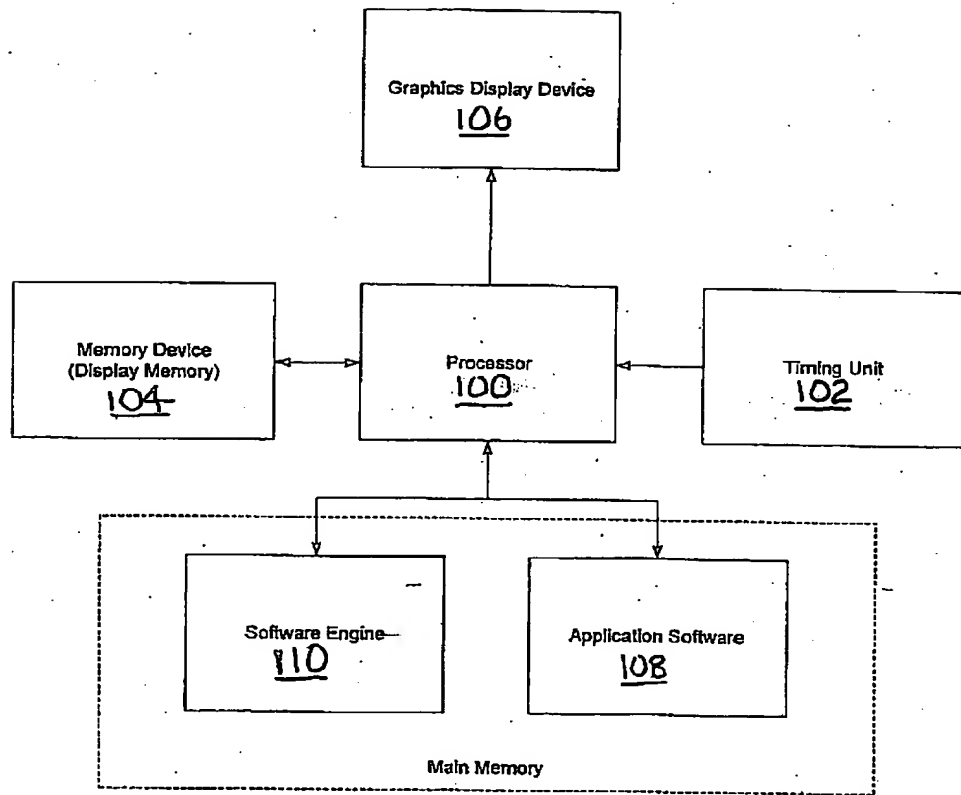 Graphics Display Device
106
Memory Device
(Display Memory)
104
Processor
100
Timing Unit
102
Software Engine
110
Application Software
108
Main Memory